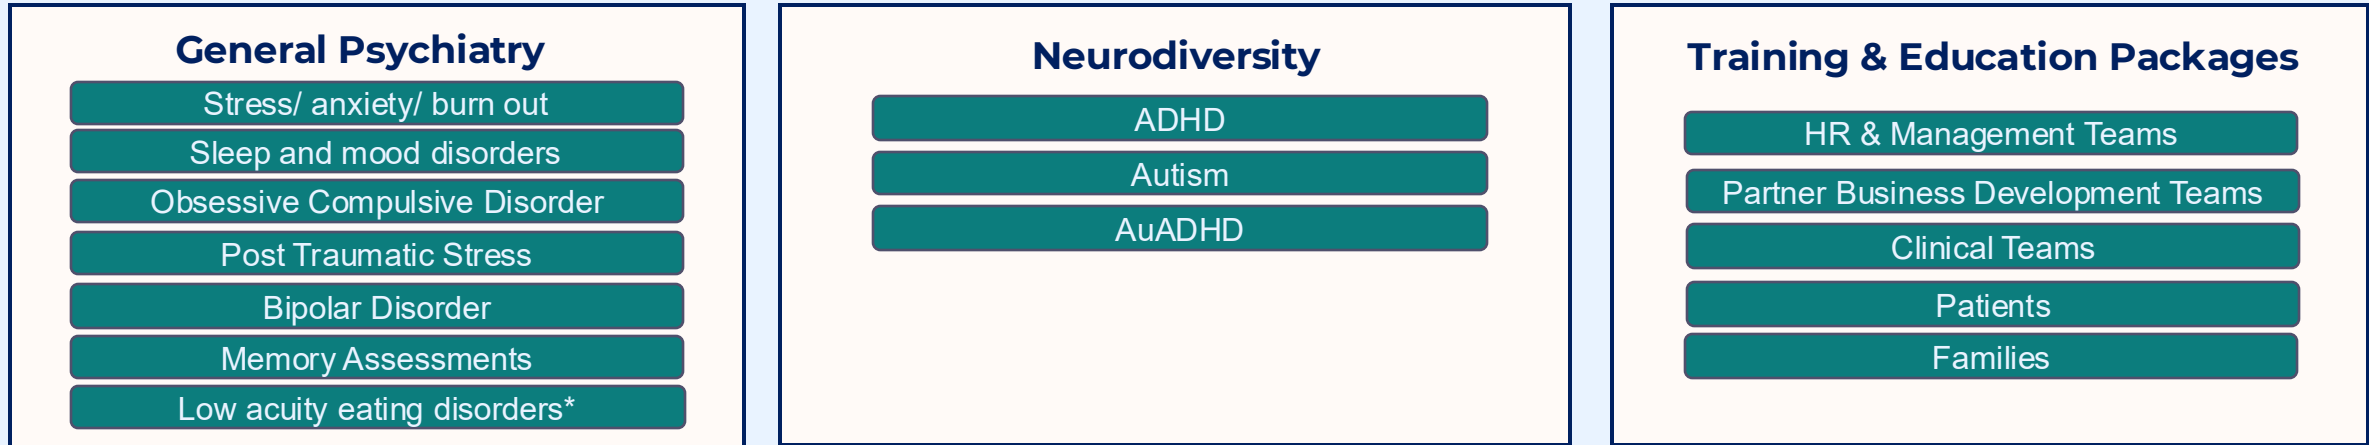 General Psychiatry
Stress/ anxiety/ burn out
Sleep and mood disorders
Obsessive Compulsive Disorder
Post Traumatic Stress
Bipolar Disorder
Memory Assessments
Low acuity eating disorders*
Neurodiversity
ADHD
Autism
AuADHD
Training & Education Packages
HR & Management Teams
Partner Business Development Teams
Clinical Teams
Patients
Families